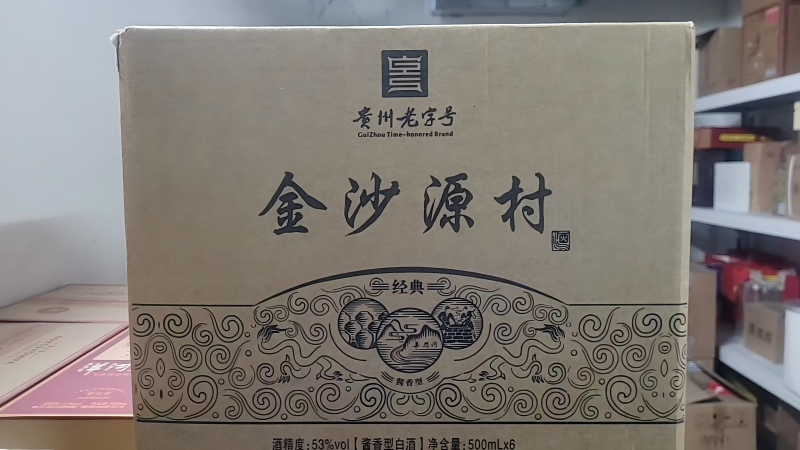 貴州老字号
GuiZhou Time-honored Brand
金沙源村
经典
酱香型
酒精度:53%vol【酱香型白酒】净含量:500mLx6